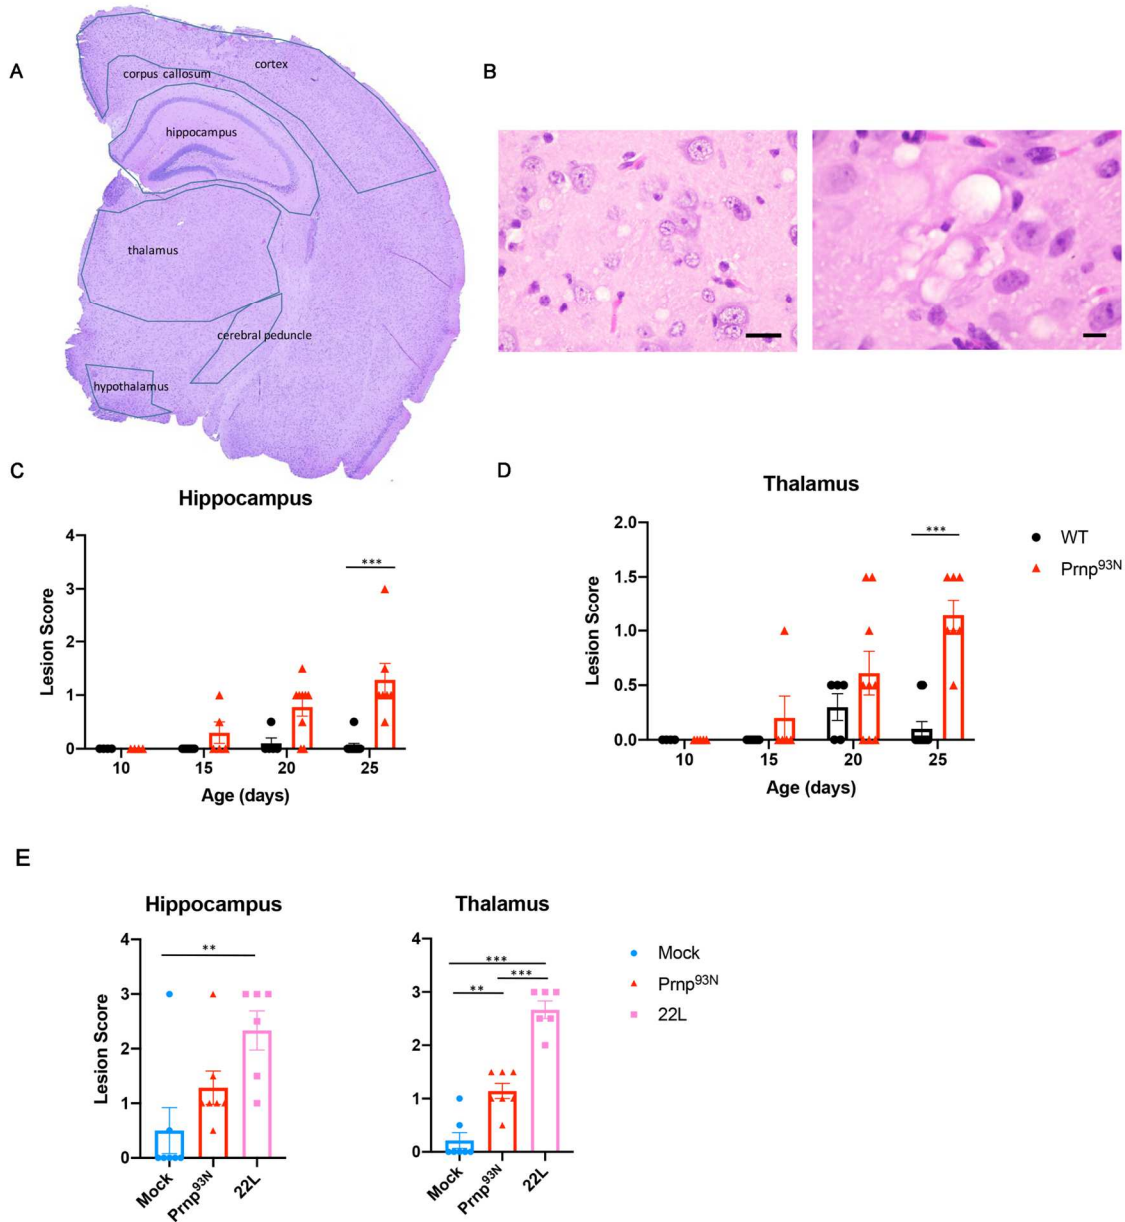 A
cortex
corpus callosum
hippocampus
thalamus
cerebral peduncle
hypothalamus
B
C
Hippocampus
Lesion Score
4
3
2
1
0
***
10 15 20 25
Age (days)
D
Thalamus
Lesion Score
2.0
1.5
1.0
0.5
0.0
***
10 15 20 25
Age (days)
WT
Prnp93N
E
Hippocampus
Lesion Score
4
3
2
1
0
**
Mock Prnp93N 22L
Thalamus
4
3
2
1
0
***
***
**
Mock Prnp93N 22L
Mock
Prnp93N
22L